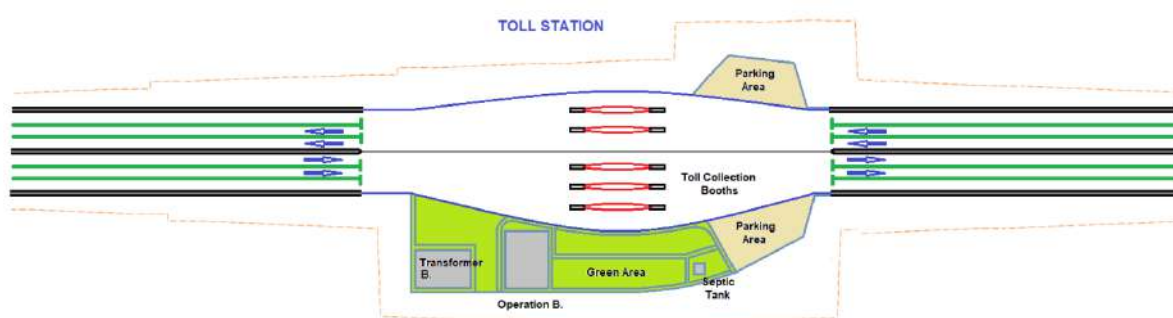 TOLL STATION
Parking
Area
Toll Collection
Booths
Parking
Area
Transformer
B.
Green Area
Septic
Tank
Operation B.